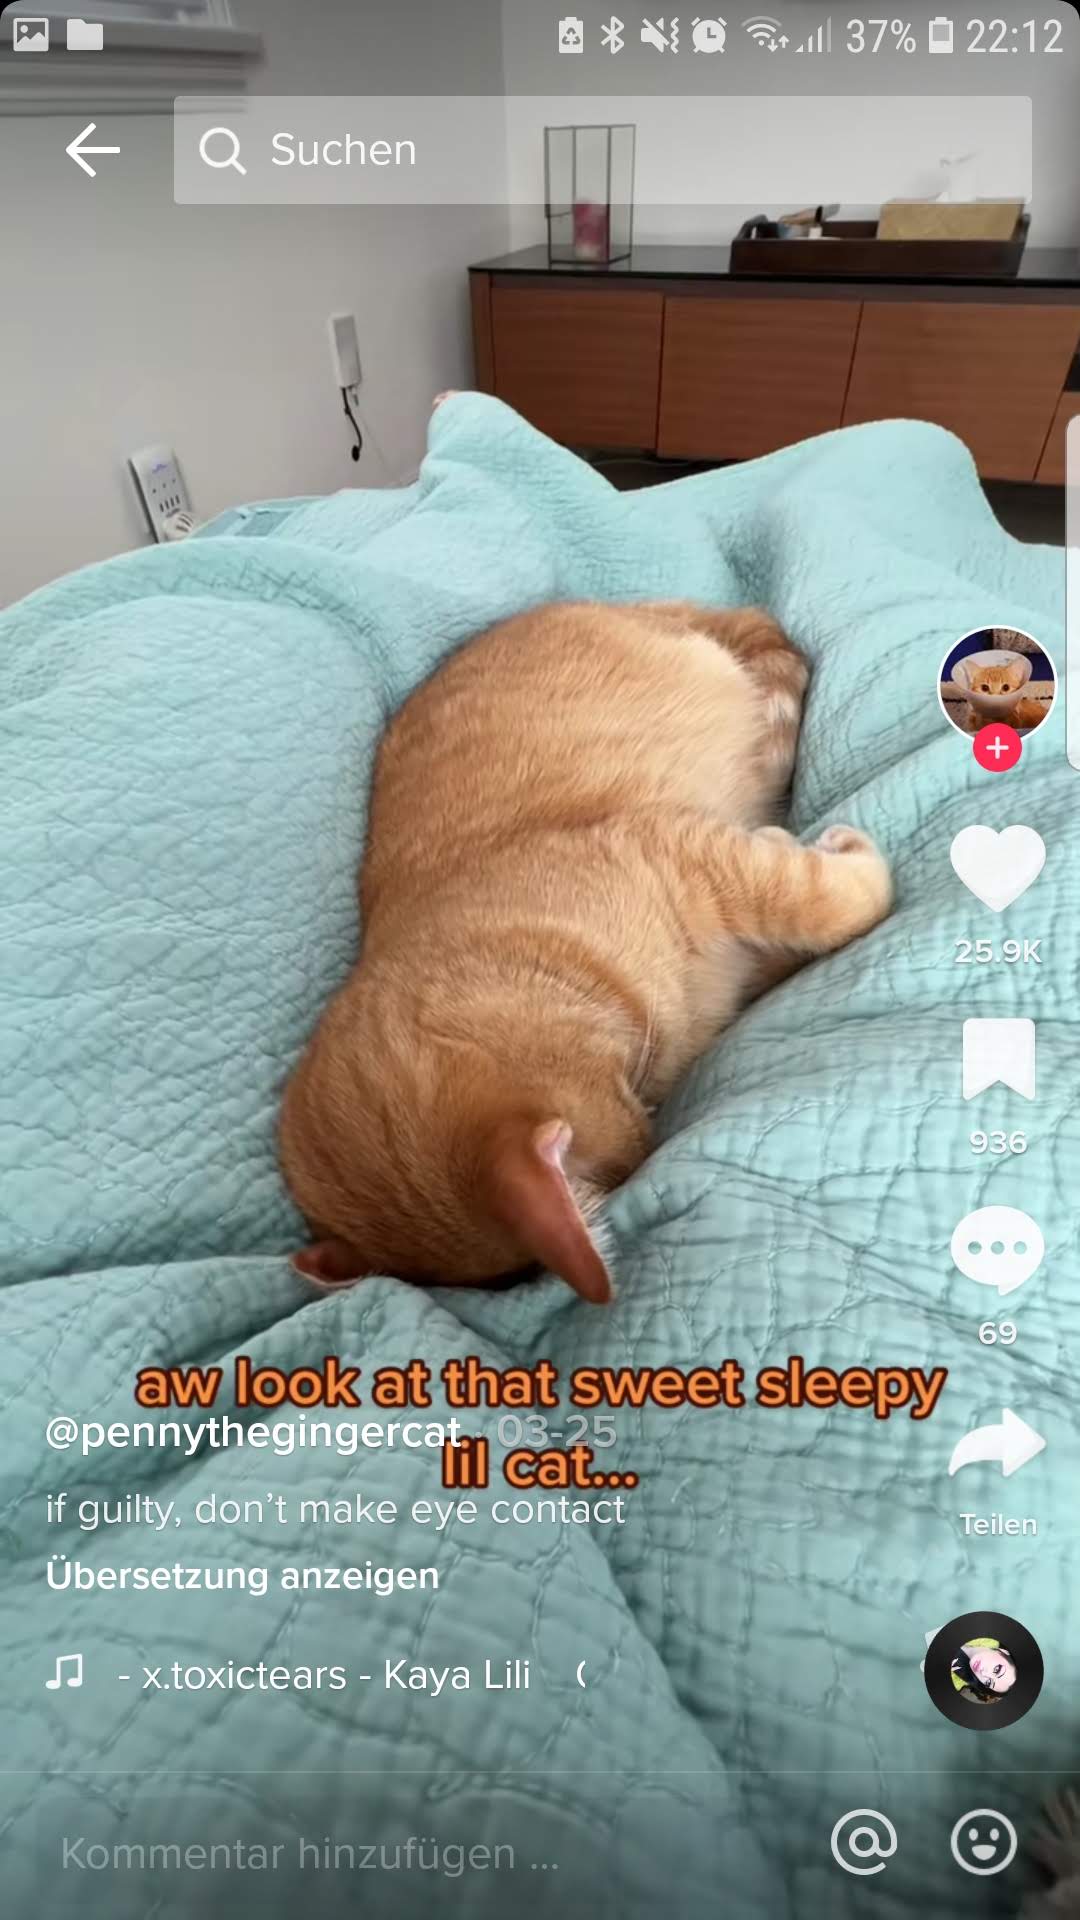 37% 22:12
Suchen
25.9K
936
69
aw look at that sweet sleepy
lil cat...
@pennythegingercat · 03-25
if guilty, don't make eye contact
Teilen
Übersetzung anzeigen
- x.toxictears - Kaya Lili
Kommentar hinzufügen ...